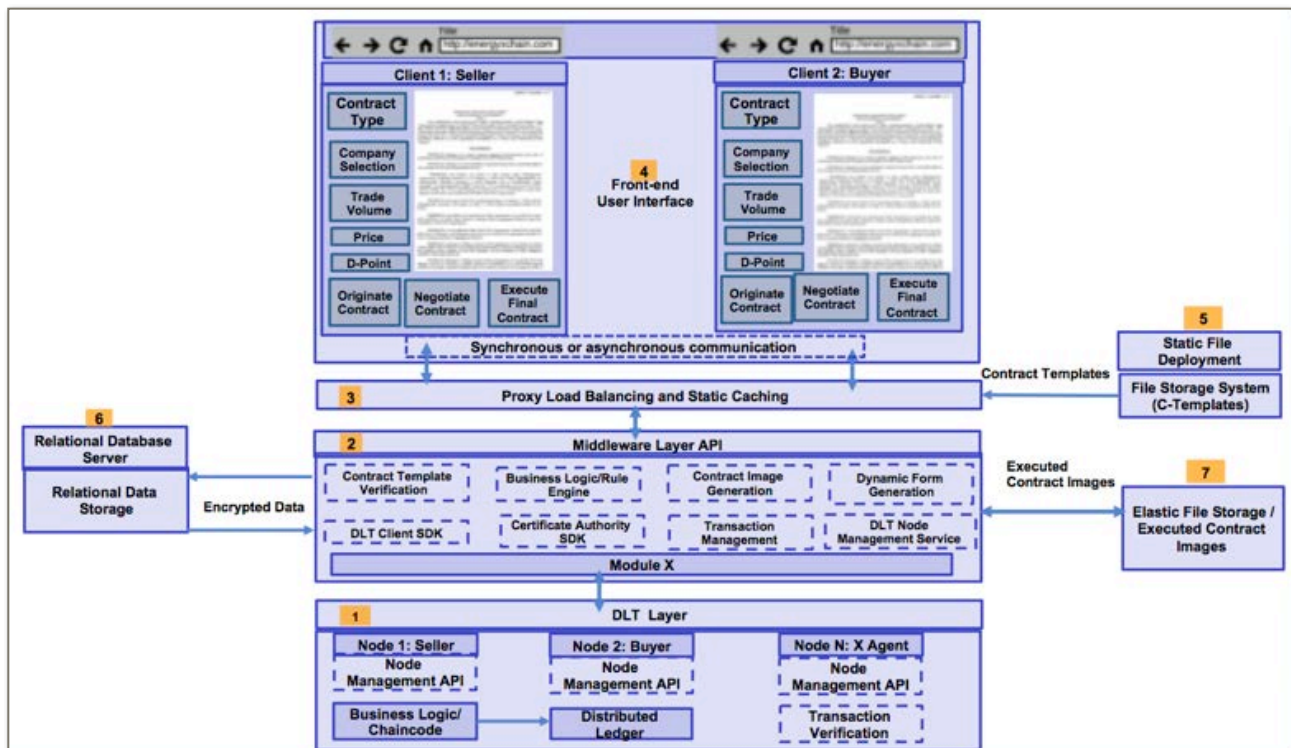 Title
http://energyxchain.com
Title
http://energyxchain.com
Client 1: Seller
Client 2: Buyer
Contract
Type
Company
Selection
Trade
Volume
Price
D-Point
Originate
Contract
Negotiate
Contract
Execute
Final
Contract
4
Front-end
User Interface
Contract
Type
Company
Selection
Trade
Volume
Price
D-Point
Originate
Contract
Negotiate
Contract
Execute
Final
Contract
Synchronous or asynchronous communication
5
Static File
Deployment
File Storage System
(C-Templates)
Contract Templates
3
Proxy Load Balancing and Static Caching
6
Relational Database
Server
Relational Data
Storage
Encrypted Data
2
Middleware Layer API
Contract Template
Verification
Business Logic/Rule
Engine
Contract Image
Generation
Dynamic Form
Generation
DLT Client SDK
Certificate Authority
SDK
Transaction
Management
DLT Node
Management Service
Module X
Executed
Contract Images
7
Elastic File Storage /
Executed Contract
Images
1
DLT Layer
Node 1: Seller
Node
Management API
Business Logic/
Chaincode
Node 2: Buyer
Node
Management API
Distributed
Ledger
Node N: X Agent
Node
Management API
Transaction
Verification